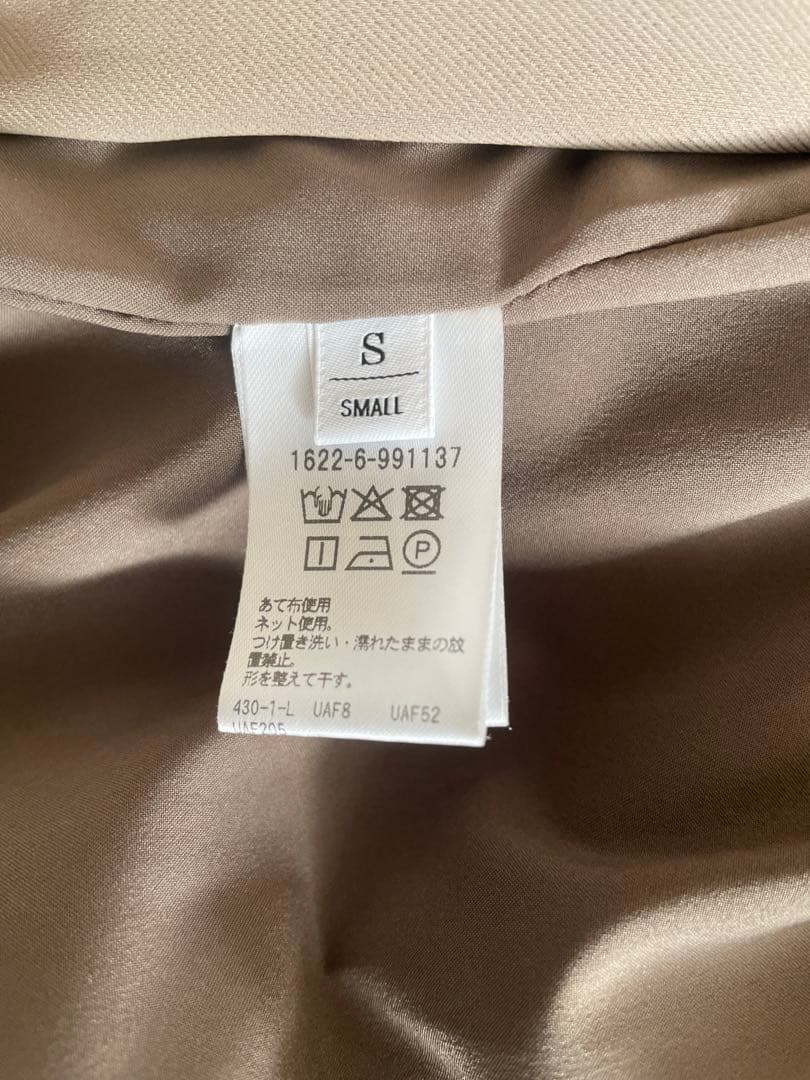 S
SMALL
1622-6-991137
P
あて布使用
ネット使用。
つけ置き洗い・濡れたままの放
置禁止。
形を整えて干す。
430-1-L UAF8 UAF52
UAF205